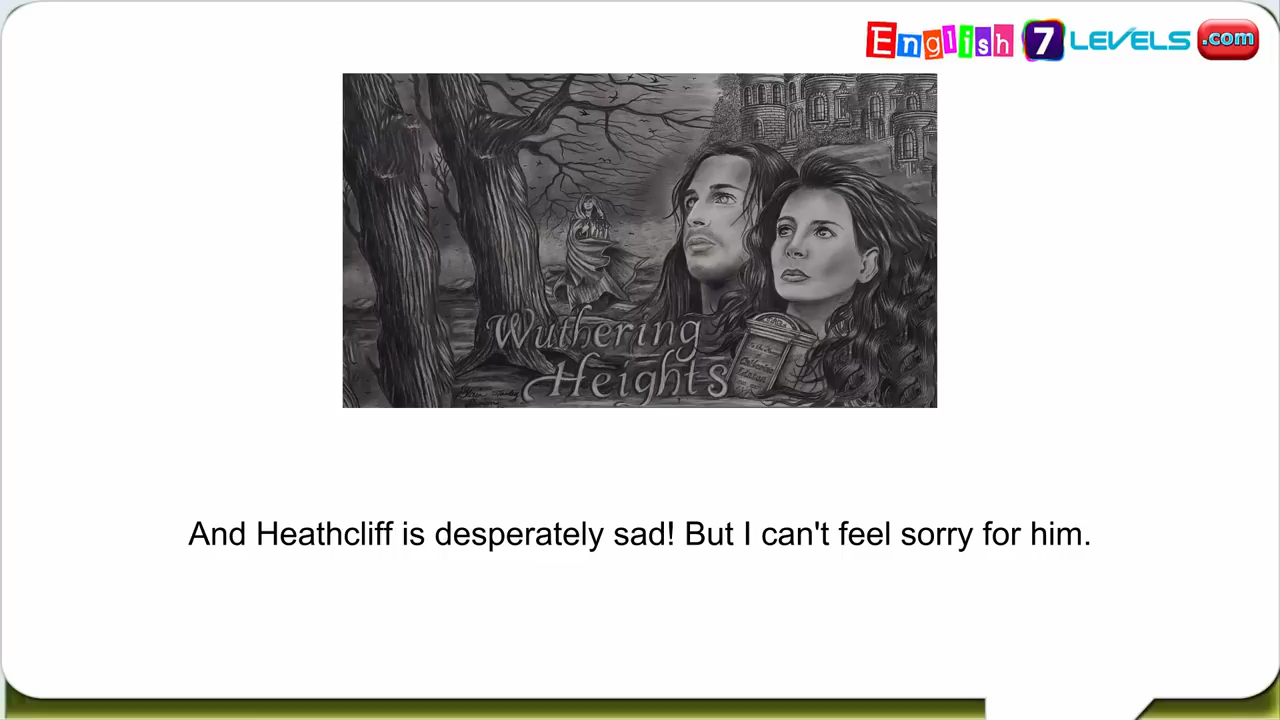 English 7 LEVELS .com
Wuthering
Heights
And Heathcliff is desperately sad! But I can't feel sorry for him.